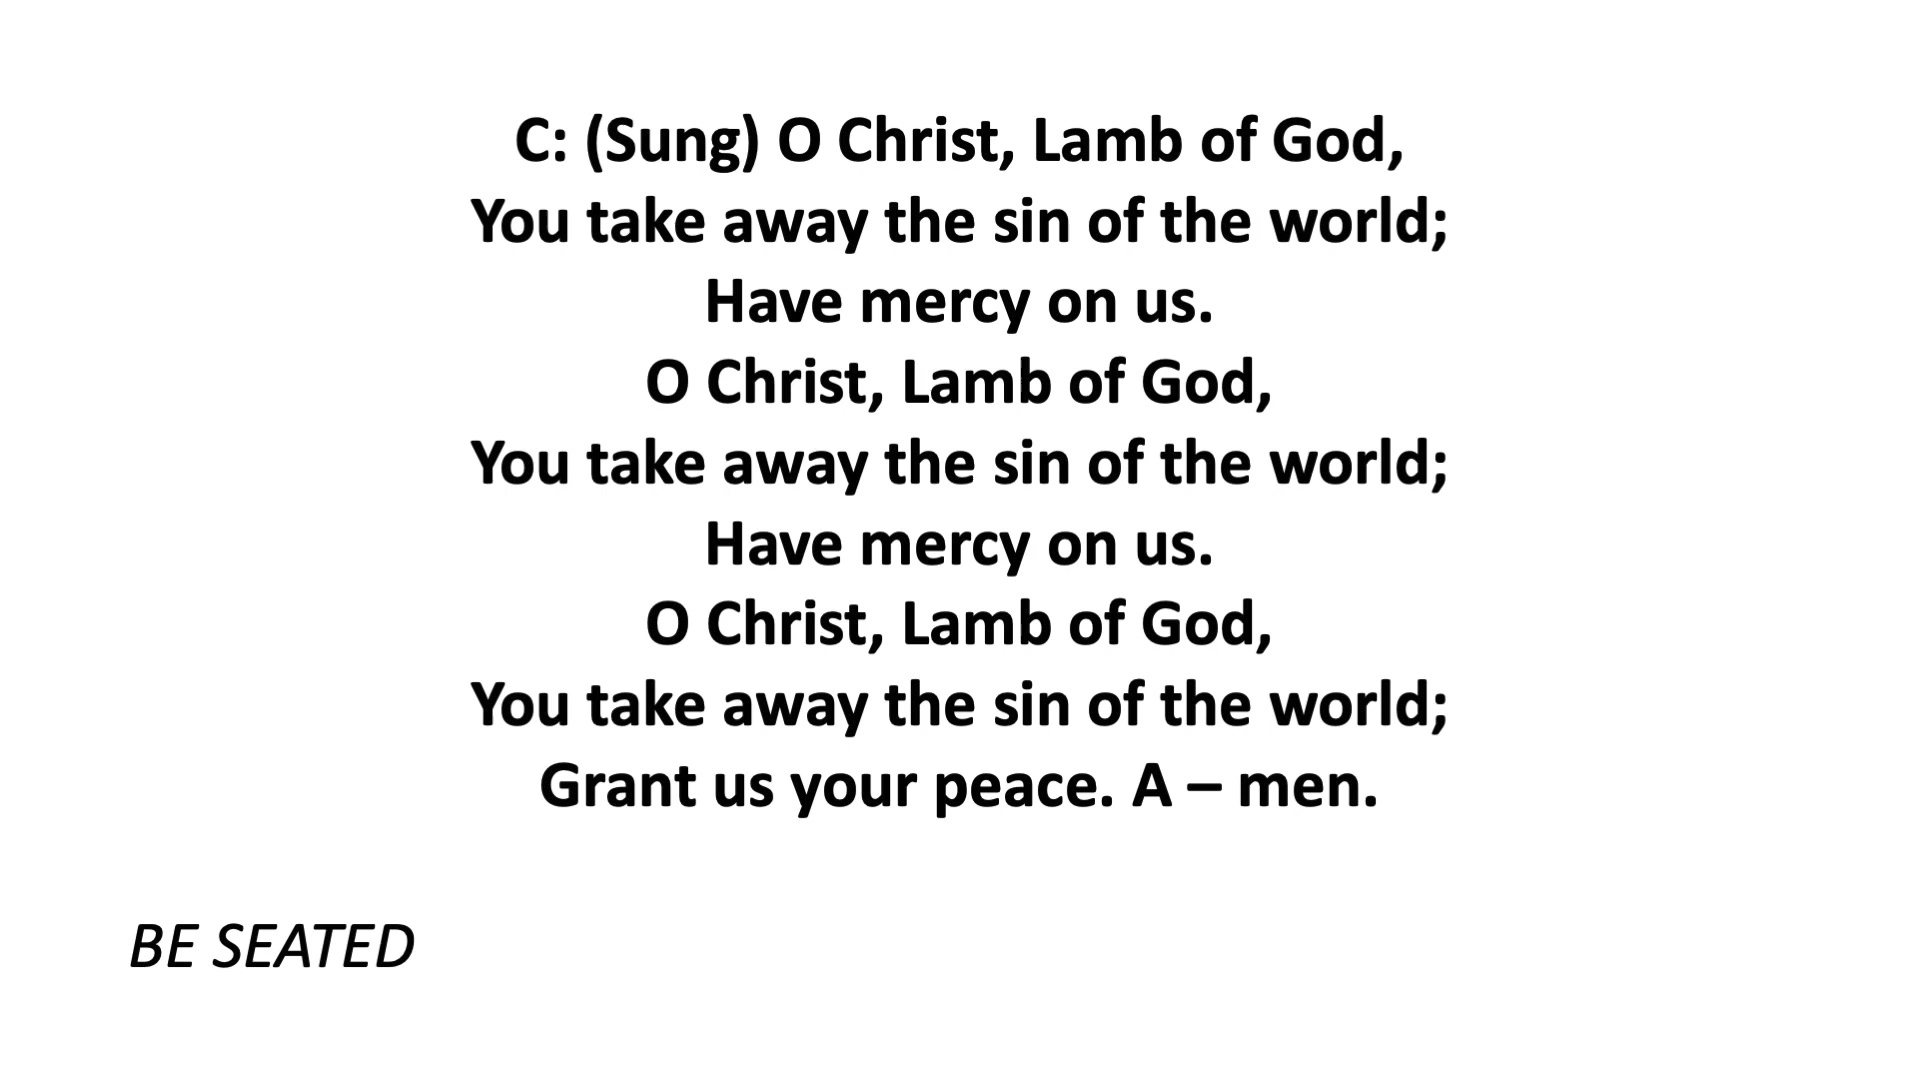 C: (Sung) O Christ, Lamb of God,
You take away the sin of the world;
Have mercy on us.
O Christ, Lamb of God,
You take away the sin of the world;
Have mercy on us.
O Christ, Lamb of God,
You take away the sin of the world;
Grant us your peace. A – men.
BE SEATED